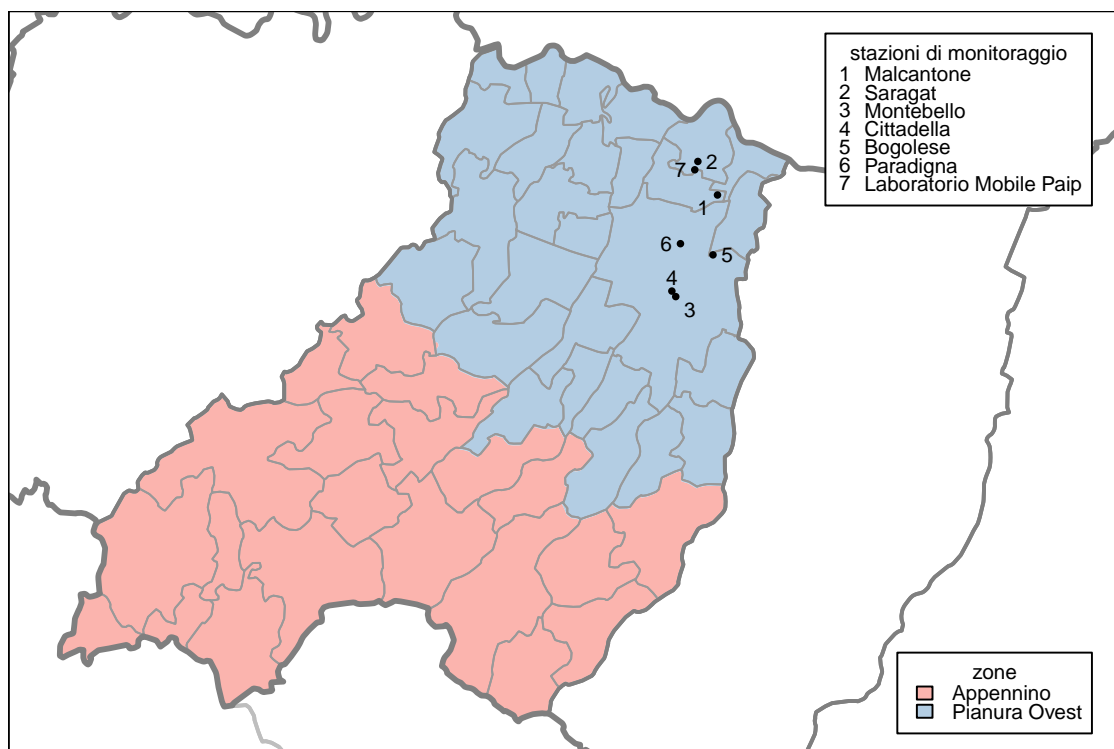 stazioni di monitoraggio
1 Malcantone
2 Saragat
3 Montebello
4 Cittadella
5 Bogolese
6 Paradigna
7 Laboratorio Mobile Paip
2
7
1
6
5
4
3
zone
Appennino
Pianura Ovest